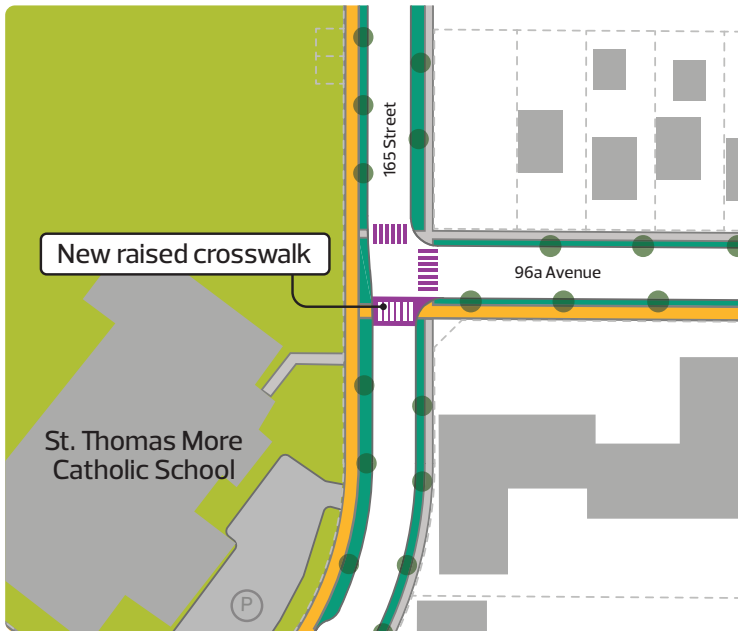 165 Street
New raised crosswalk
96a Avenue
St. Thomas More
Catholic School
P